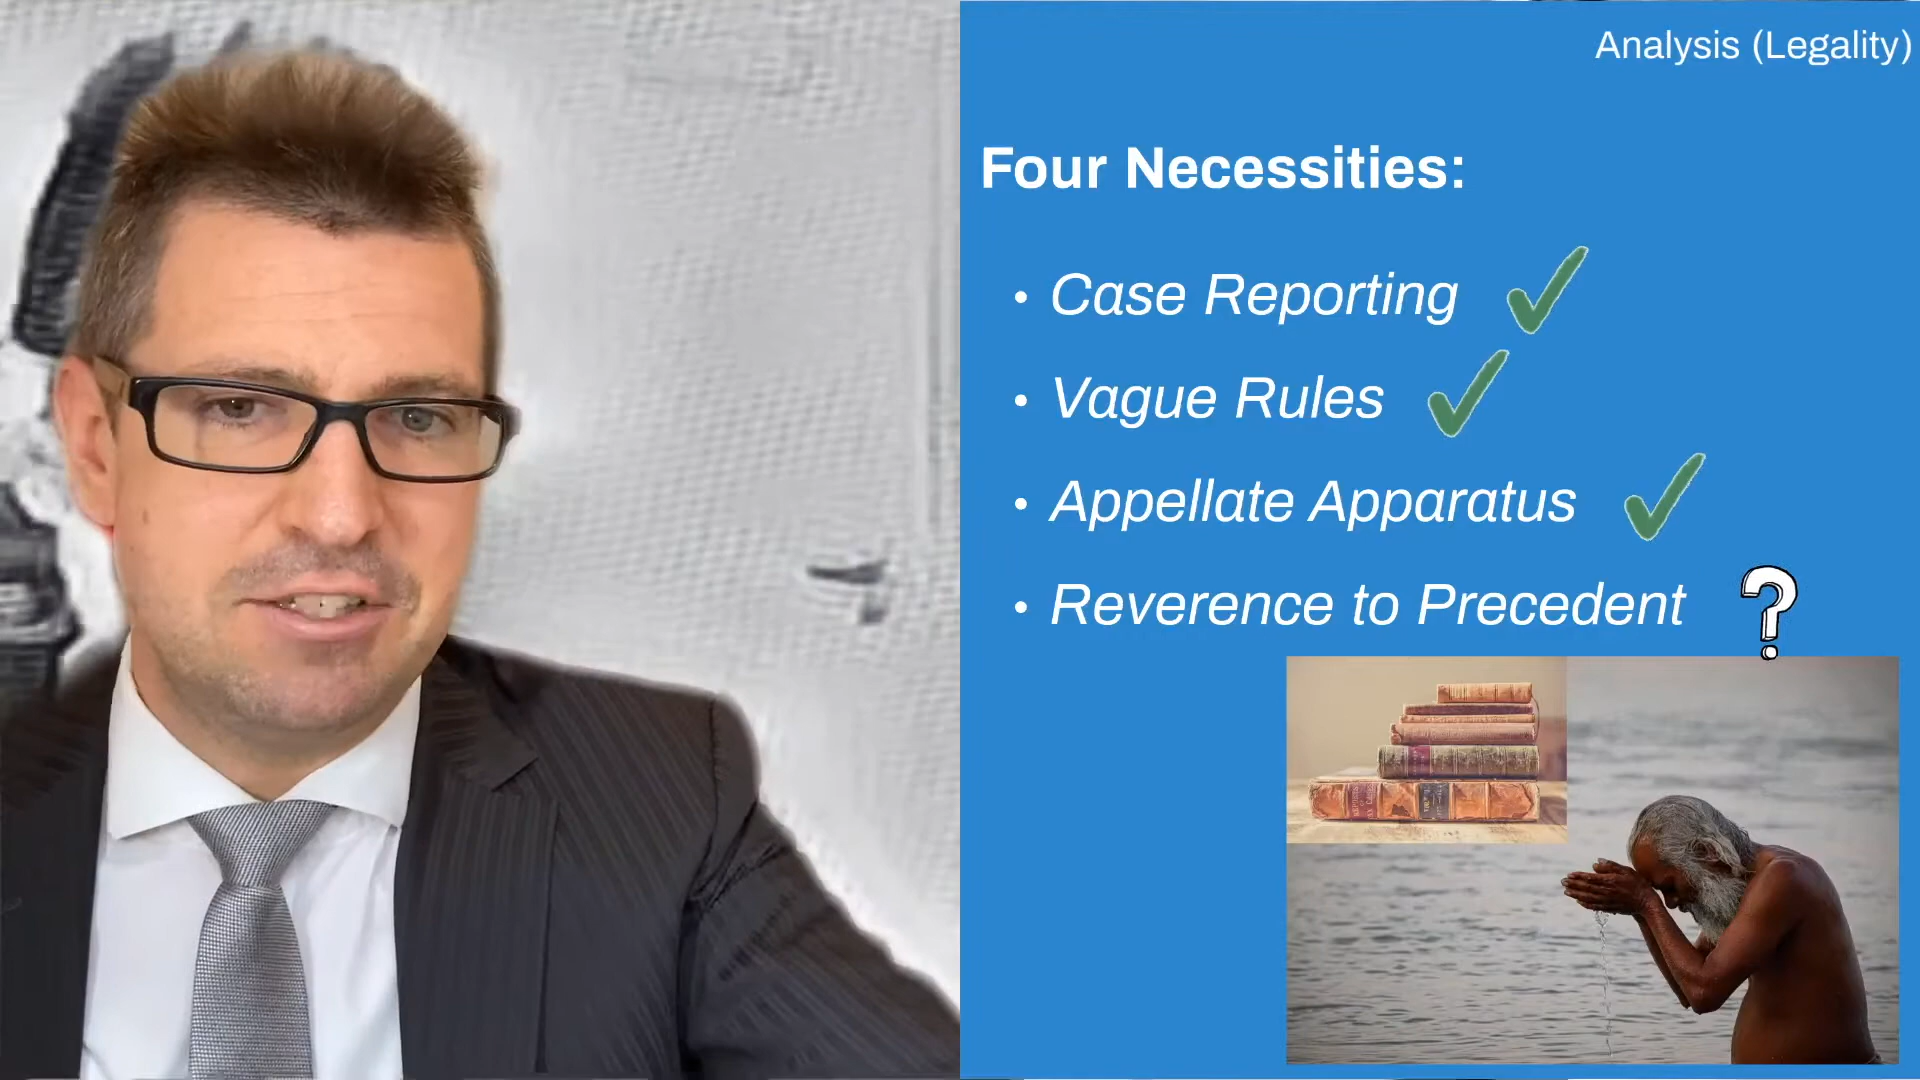 Analysis (Legality)
Four Necessities:
• Case Reporting
• Vague Rules
• Appellate Apparatus
• Reverence to Precedent
?